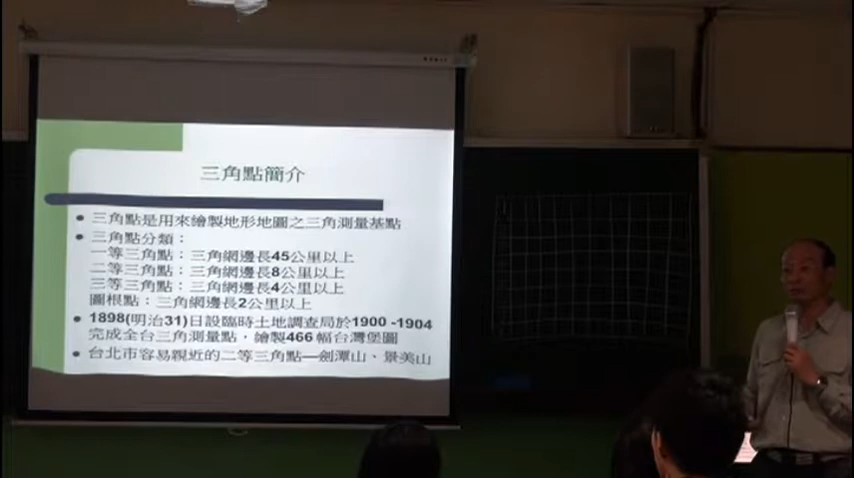 三角點簡介
三角點是用來繪製地形地圖之三角測量基點
三角點分類：
一等三角點：三角網邊長45公里以上
二等三角點：三角網邊長8公里以上
三等三角點：三角網邊長4公里以上
圖根點：三角網邊長2公里以上
1898(明治31)日設臨時土地調查局於1900 -1904
完成全台三角測量點，繪製466 幅台灣堡圖
台北市容易親近的二等三角點—劍潭山、景美山